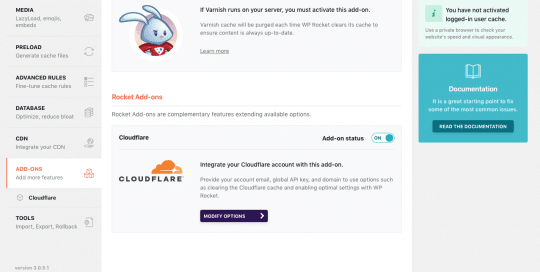 MEDIA
LazyLoad, emojis,
embeds
PRELOAD
Generate cache files
ADVANCED RULES
Fine-tune cache rules
DATABASE
Optimize, reduce bloat
CDN
Integrate your CDN
ADD-ONS
Add more features
Cloudflare
TOOLS
Import, Export, Rollback
version 3.0.5.1
If Varnish runs on your server, you must activate this add-on.
Varnish cache will be purged each time WP Rocket clears its cache to
ensure content is always up-to-date.
Learn more
Rocket Add-ons
Rocket Add-ons are complementary features extending available options.
Cloudflare
Add-on status
ON
CLOUDFLARE
Integrate your Cloudflare account with this add-on.
Provide your account email, global API key, and domain to use options such
as clearing the Cloudflare cache and enabling optimal settings with WP
Rocket.
MODIFY OPTIONS
You have not activated
logged-in user cache.
Use a private browser to check your
website's speed and visual appearance.
Documentation
It is a great starting point to fix
some of the most common issues.
READ THE DOCUMENTATION